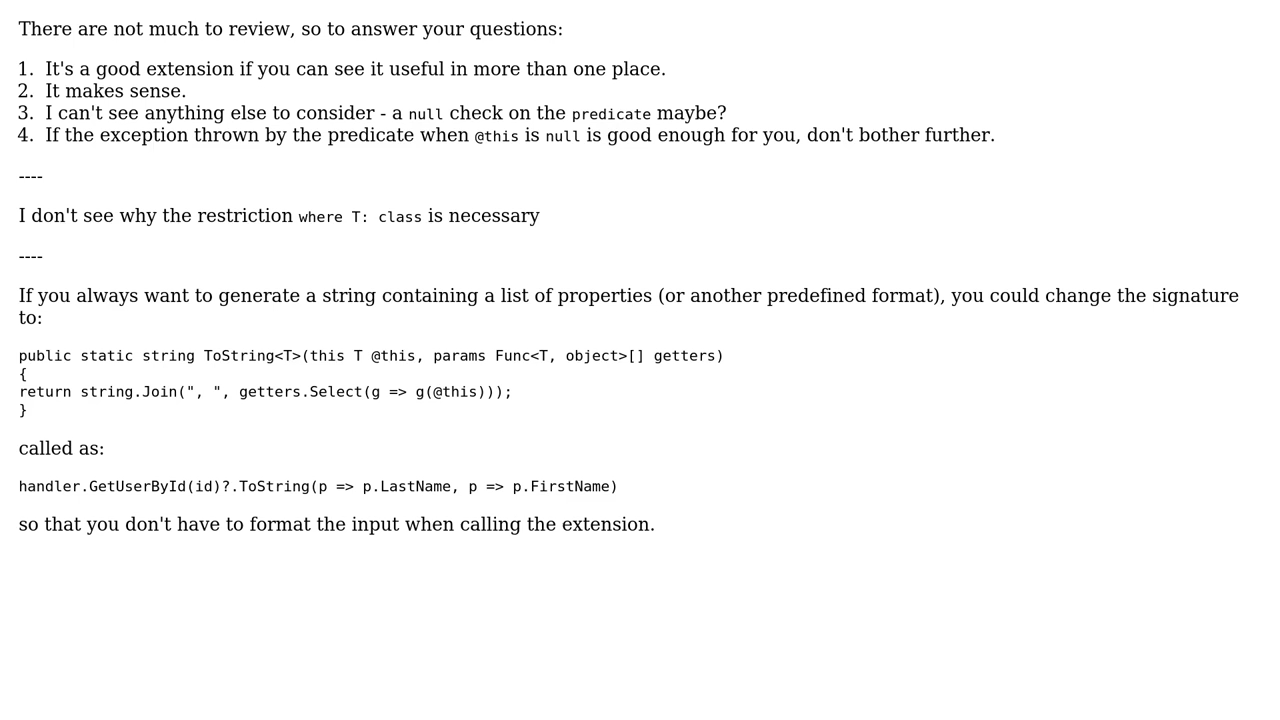 There are not much to review, so to answer your questions:
1. It's a good extension if you can see it useful in more than one place.
2. It makes sense.
3. I can't see anything else to consider - a null check on the predicate maybe?
4. If the exception thrown by the predicate when @this is null is good enough for you, don't bother further.
----
I don't see why the restriction where T: class is necessary
----
If you always want to generate a string containing a list of properties (or another predefined format), you could change the signature
to:
public static string ToString<T>(this T @this, params Func<T, object>[] getters)
{
return string.Join(", ", getters.Select(g => g(@this)));
}
called as:
handler.GetUserById(id)?.ToString(p => p.LastName, p => p.FirstName)
so that you don't have to format the input when calling the extension.